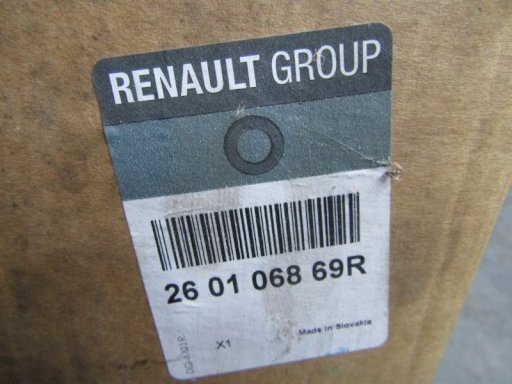 RENAULT GROUP
26 01 068 69R
X1
Made in Slovakia